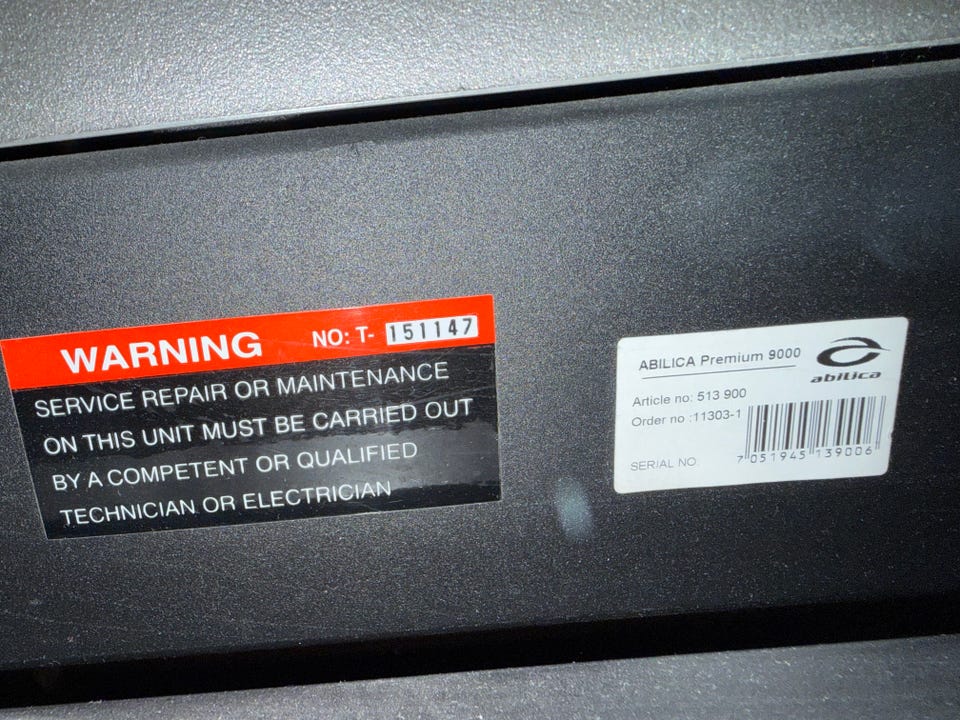 WARNING NO: T- 151147
SERVICE REPAIR OR MAINTENANCE
ON THIS UNIT MUST BE CARRIED OUT
BY A COMPETENT OR QUALIFIED
TECHNICIAN OR ELECTRICIAN
ABILICA Premium 9000
abilica
Article no: 513 900
Order no :11303-1
SERIAL NO
7 051945 139006